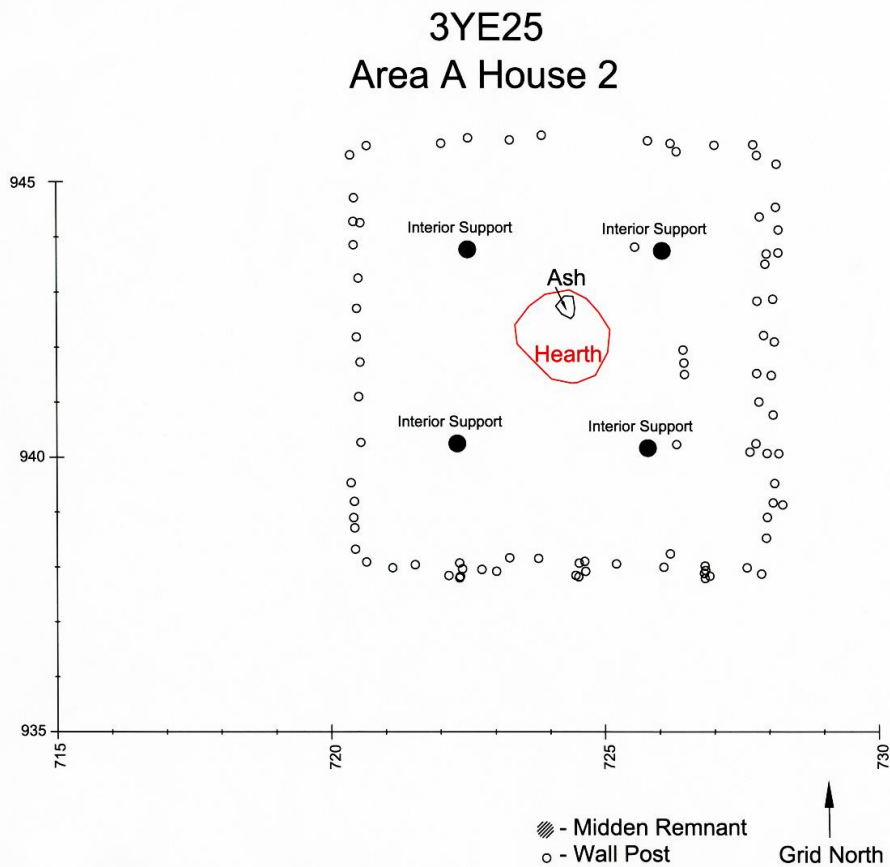 3YE25
Area A House 2
945
Interior Support
Interior Support
Ash
Hearth
Interior Support
Interior Support
940
935
715
720
725
730
- Midden Remnant
- Wall Post
Grid North